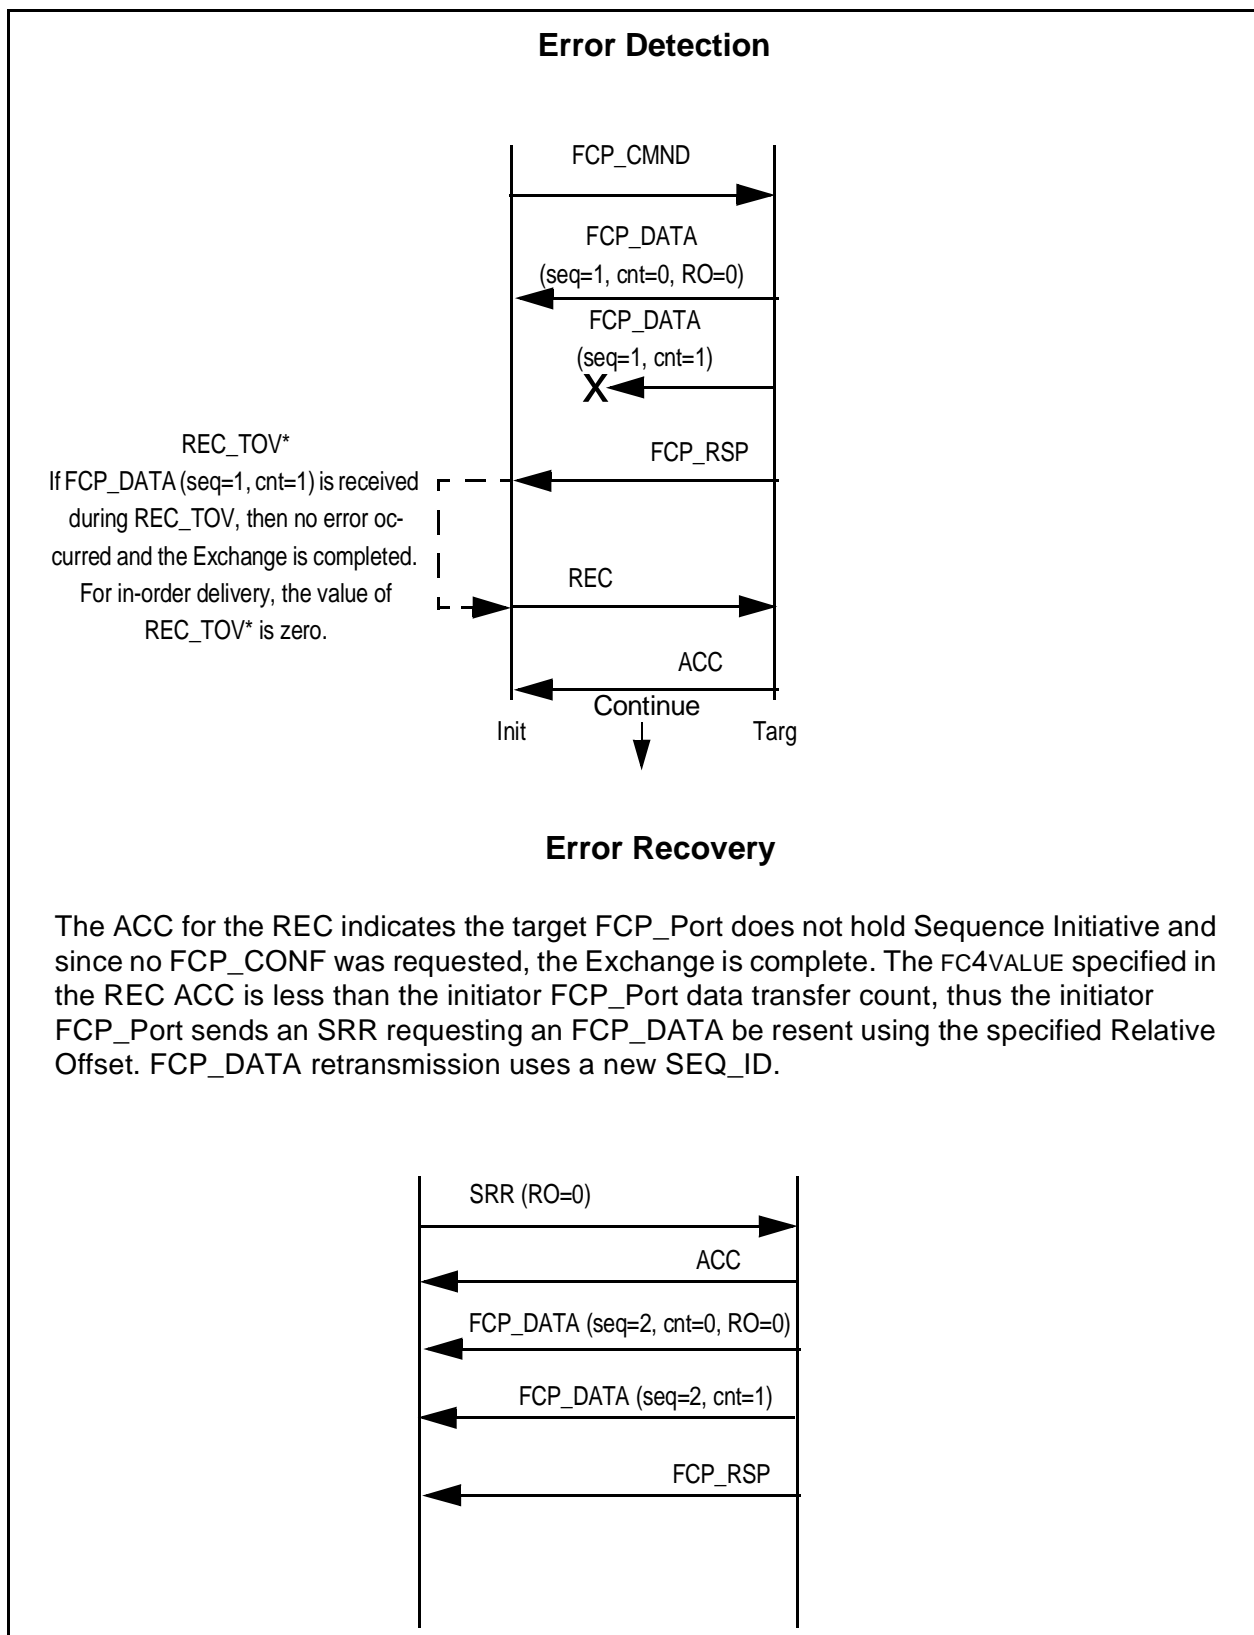 Error Detection
FCP_CMND
FCP_DATA
(seq=1, cnt=0, RO=0)
FCP_DATA
(seq=1, cnt=1)
X
REC_TOV*
If FCP_DATA (seq=1, cnt=1) is received
during REC_TOV, then no error oc-
curred and the Exchange is completed.
For in-order delivery, the value of
REC_TOV* is zero.
FCP_RSP
REC
ACC
Continue
Init
Targ
Error Recovery
The ACC for the REC indicates the target FCP_Port does not hold Sequence Initiative and
since no FCP_CONF was requested, the Exchange is complete. The FC4VALUE specified in
the REC ACC is less than the initiator FCP_Port data transfer count, thus the initiator
FCP_Port sends an SRR requesting an FCP_DATA be resent using the specified Relative
Offset. FCP_DATA retransmission uses a new SEQ_ID.
SRR (RO=0)
ACC
FCP_DATA (seq=2, cnt=0, RO=0)
FCP_DATA (seq=2, cnt=1)
FCP_RSP